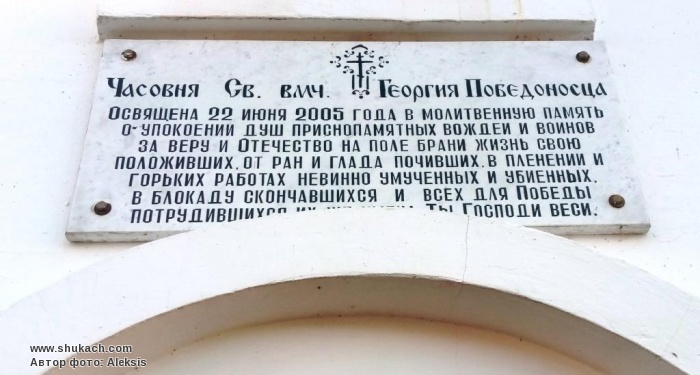 Часовня Св. вмч. Георгия Победоносца
Освящена 22 июня 2005 года в молитвенную память
о упокоении душ приснопамятных вождей и воинов
за веру и Отечество на поле брани жизнь свою
положивших, от ран и глада почивших, в пленении и
горьких работах невинно умученных и убиенных,
в блокаду скончавшихся и всех для Победы
потрудившихся их же Ты Господи веси.
www.shukach.com
Автор фото: Aleksis